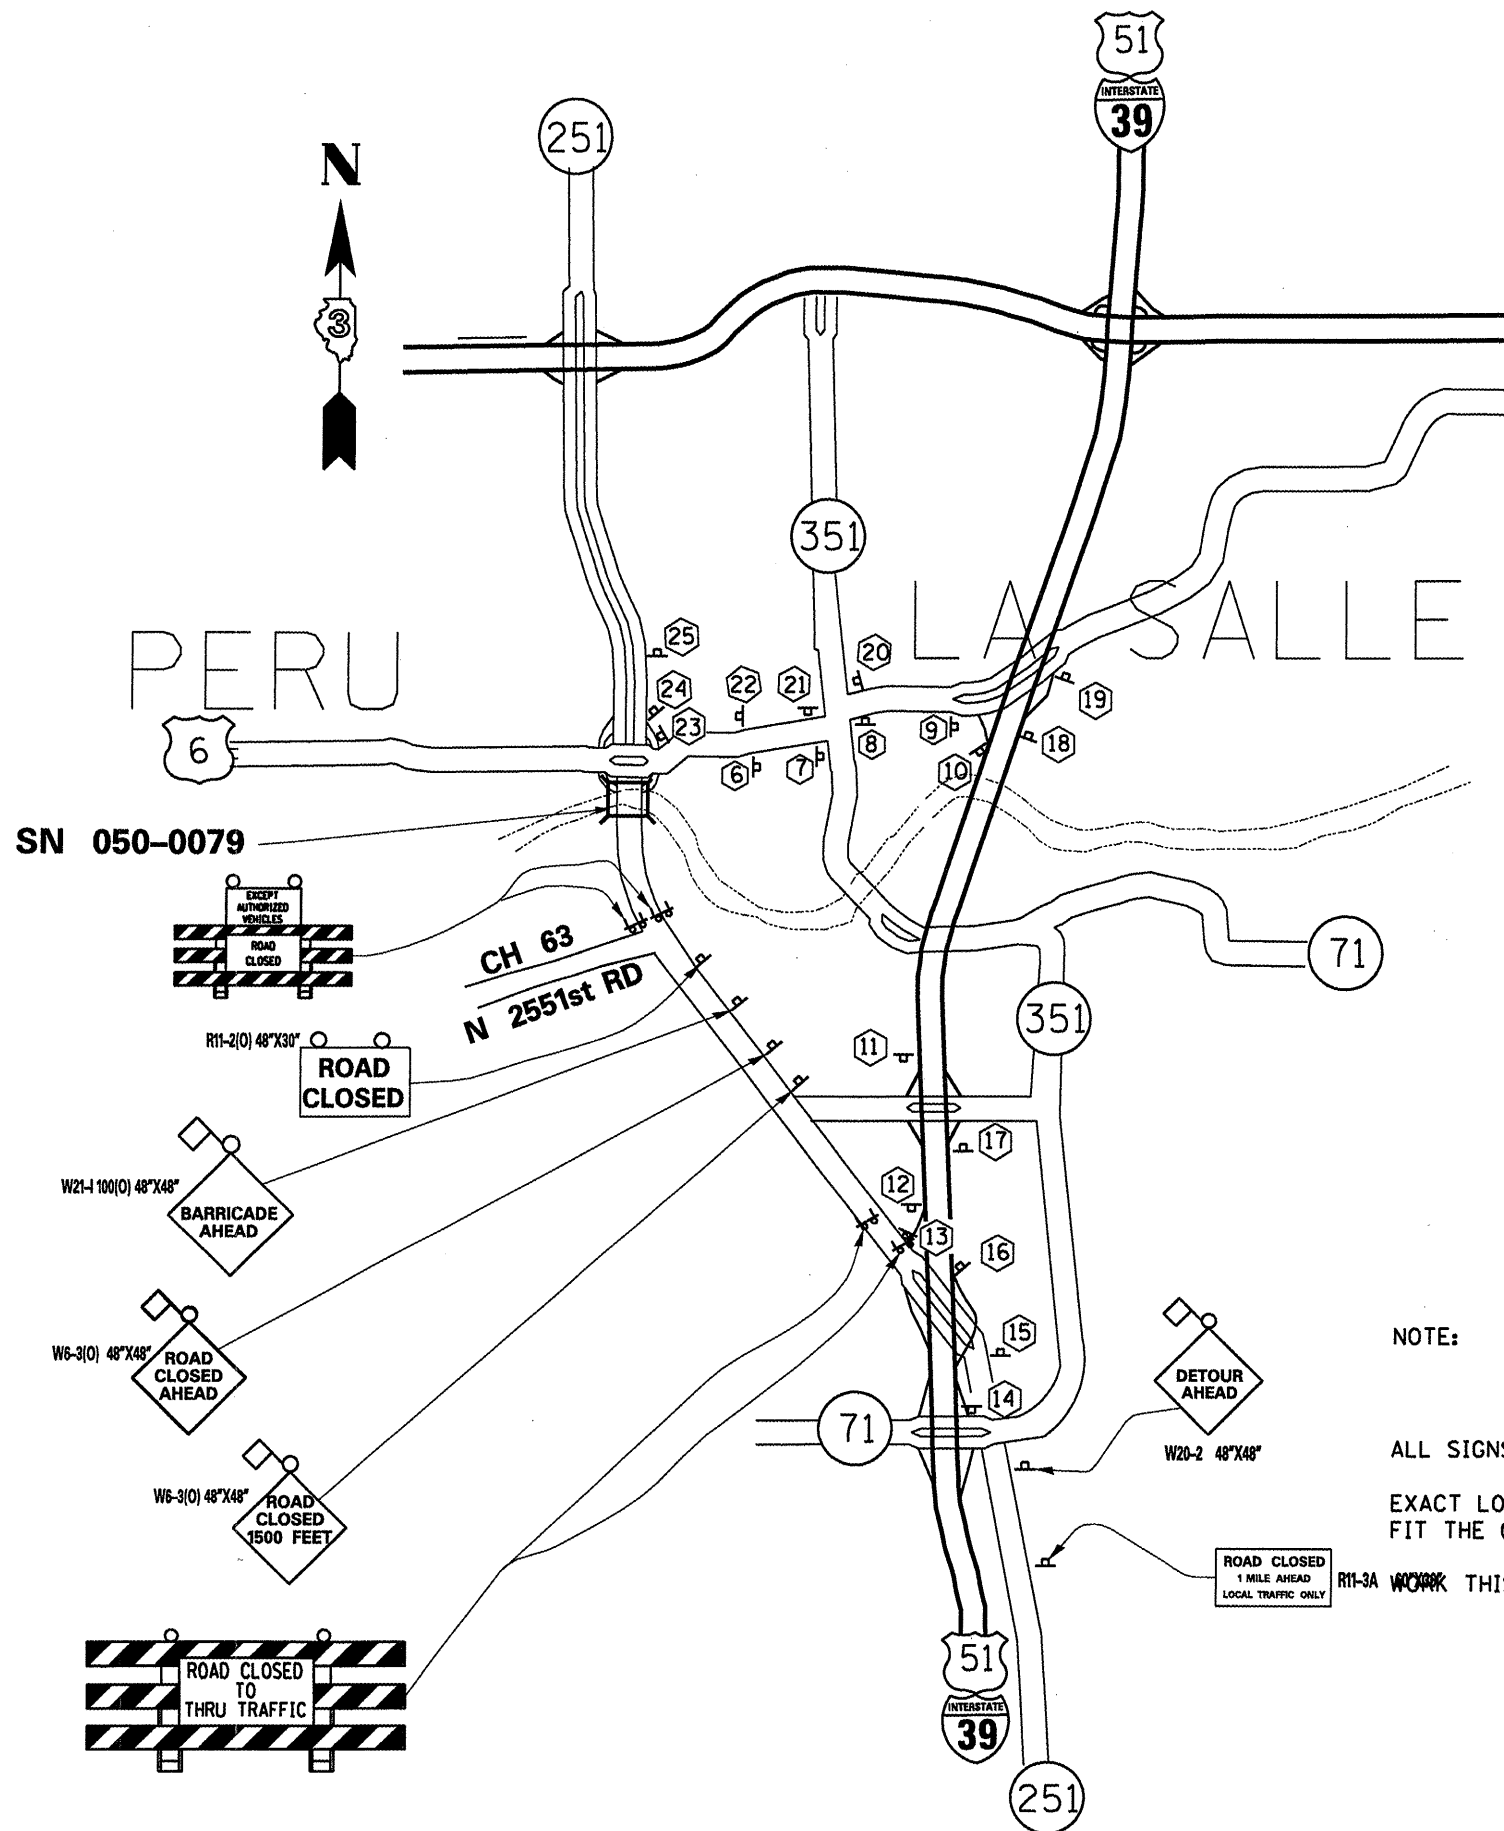 51
INTERSTATE
39
251
N
3
351
PERU
LA SALLE
25
24
23
22
21
20
19
18
6
6
7
8
9
10
SN 050-0079
EXCEPT
AUTHORIZED
VEHICLES
ROAD
CLOSED
CH 63
N 2551st RD
71
351
11
R11-2(O) 48"X30"
ROAD
CLOSED
17
12
W21-I 100(O) 48"X48"
BARRICADE
AHEAD
13
16
15
NOTE:
W6-3(O) 48"X48"
ROAD
CLOSED
AHEAD
DETOUR
AHEAD
14
71
W20-2 48"X48"
ALL SIGNS
W6-3(O) 48"X48"
ROAD
CLOSED
1500 FEET
EXACT LO
FIT THE
ROAD CLOSED
1 MILE AHEAD
LOCAL TRAFFIC ONLY
R11-3A
WORK THIS
51
INTERSTATE
39
ROAD CLOSED
TO
THRU TRAFFIC
251